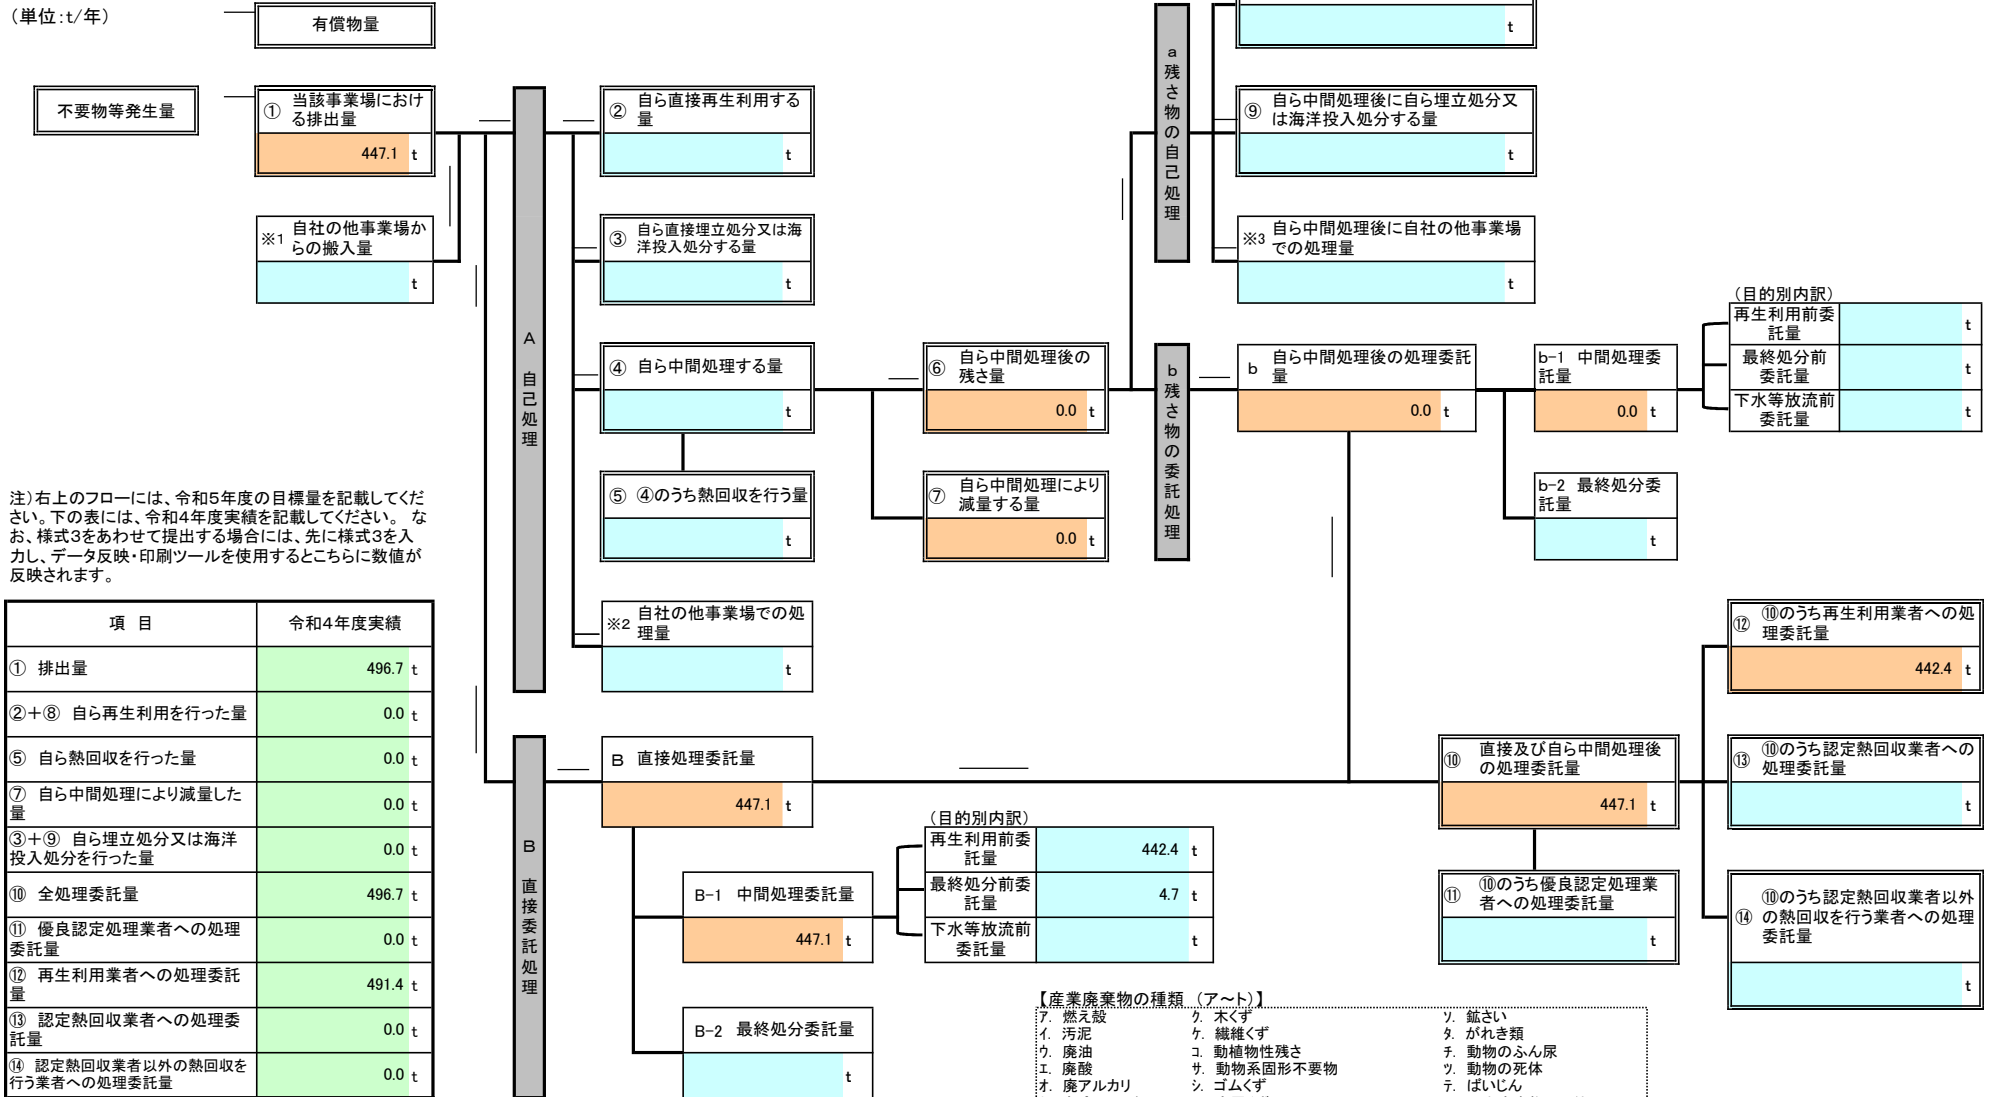 (単位:t/年)
有償物量
t
不要物等発生量
① 当該事業場におけ
る排出量
447.1 t
※1 自社の他事業場か
らの搬入量
t
A 自己処理
② 自ら直接再生利用する
量
t
③ 自ら直接埋立処分又は海
洋投入処分する量
t
④ 自ら中間処理する量
t
⑤ ④のうち熱回収を行う量
t
※2 自社の他事業場での処
理量
t
⑥ 自ら中間処理後の
残さ量
0.0 t
⑦ 自ら中間処理により
減量する量
0.0 t
a 残さ物の自己処理
⑨ 自ら中間処理後に自ら埋立処分又
は海洋投入処分する量
t
※3 自ら中間処理後に自社の他事業場
での処理量
t
b 残さ物の委託処理
b 自ら中間処理後の処理委託
量
0.0 t
b-1 中間処理委
託量
0.0 t
b-2 最終処分委
託量
t
(目的別内訳)
再生利用前委
託量
t
最終処分前
委託量
t
下水等放流前
委託量
t
注)右上のフローには、令和5年度の目標量を記載してくだ
さい。下の表には、令和4年度実績を記載してください。 な
お、様式3をあわせて提出する場合には、先に様式3を入
力し、データ反映・印刷ツールを使用するとこちらに数値が
反映されます。
項 目 令和4年度実績
① 排出量 496.7 t
②+⑧ 自ら再生利用を行った量 0.0 t
⑤ 自ら熱回収を行った量 0.0 t
⑦ 自ら中間処理により減量した
量 0.0 t
③+⑨ 自ら埋立処分又は海洋
投入処分を行った量 0.0 t
⑩ 全処理委託量 496.7 t
⑪ 優良認定処理業者への処理
委託量 0.0 t
⑫ 再生利用業者への処理委託
量 491.4 t
⑬ 認定熱回収業者への処理委
託量 0.0 t
⑭ 認定熱回収業者以外の熱回収を
行う業者への処理委託量 0.0 t
B 直接委託処理
B 直接処理委託量
447.1 t
B-1 中間処理委託量
447.1 t
B-2 最終処分委託量
t
(目的別内訳)
再生利用前委
託量
442.4 t
最終処分前委
託量
4.7 t
下水等放流前
委託量
t
⑩ 直接及び自ら中間処理後
の処理委託量
447.1 t
⑪ ⑩のうち優良認定処理業
者への処理委託量
t
⑫ ⑩のうち再生利用業者への処
理委託量
442.4 t
⑬ ⑩のうち認定熱回収業者への
処理委託量
t
⑭ ⑩のうち認定熱回収業者以外
の熱回収を行う業者への処理
委託量
t
【産業廃棄物の種類 (ア～ト)】
ア. 燃え殻 ク. 木くず ソ. 鉱さい
イ. 汚泥 ケ. 繊維くず タ. がれき類
ウ. 廃油 コ. 動植物性残さ チ. 動物のふん尿
エ. 廃酸 サ. 動物系固形不要物 ツ. 動物の死体
オ. 廃アルカリ シ. ゴムくず テ. ばいじん